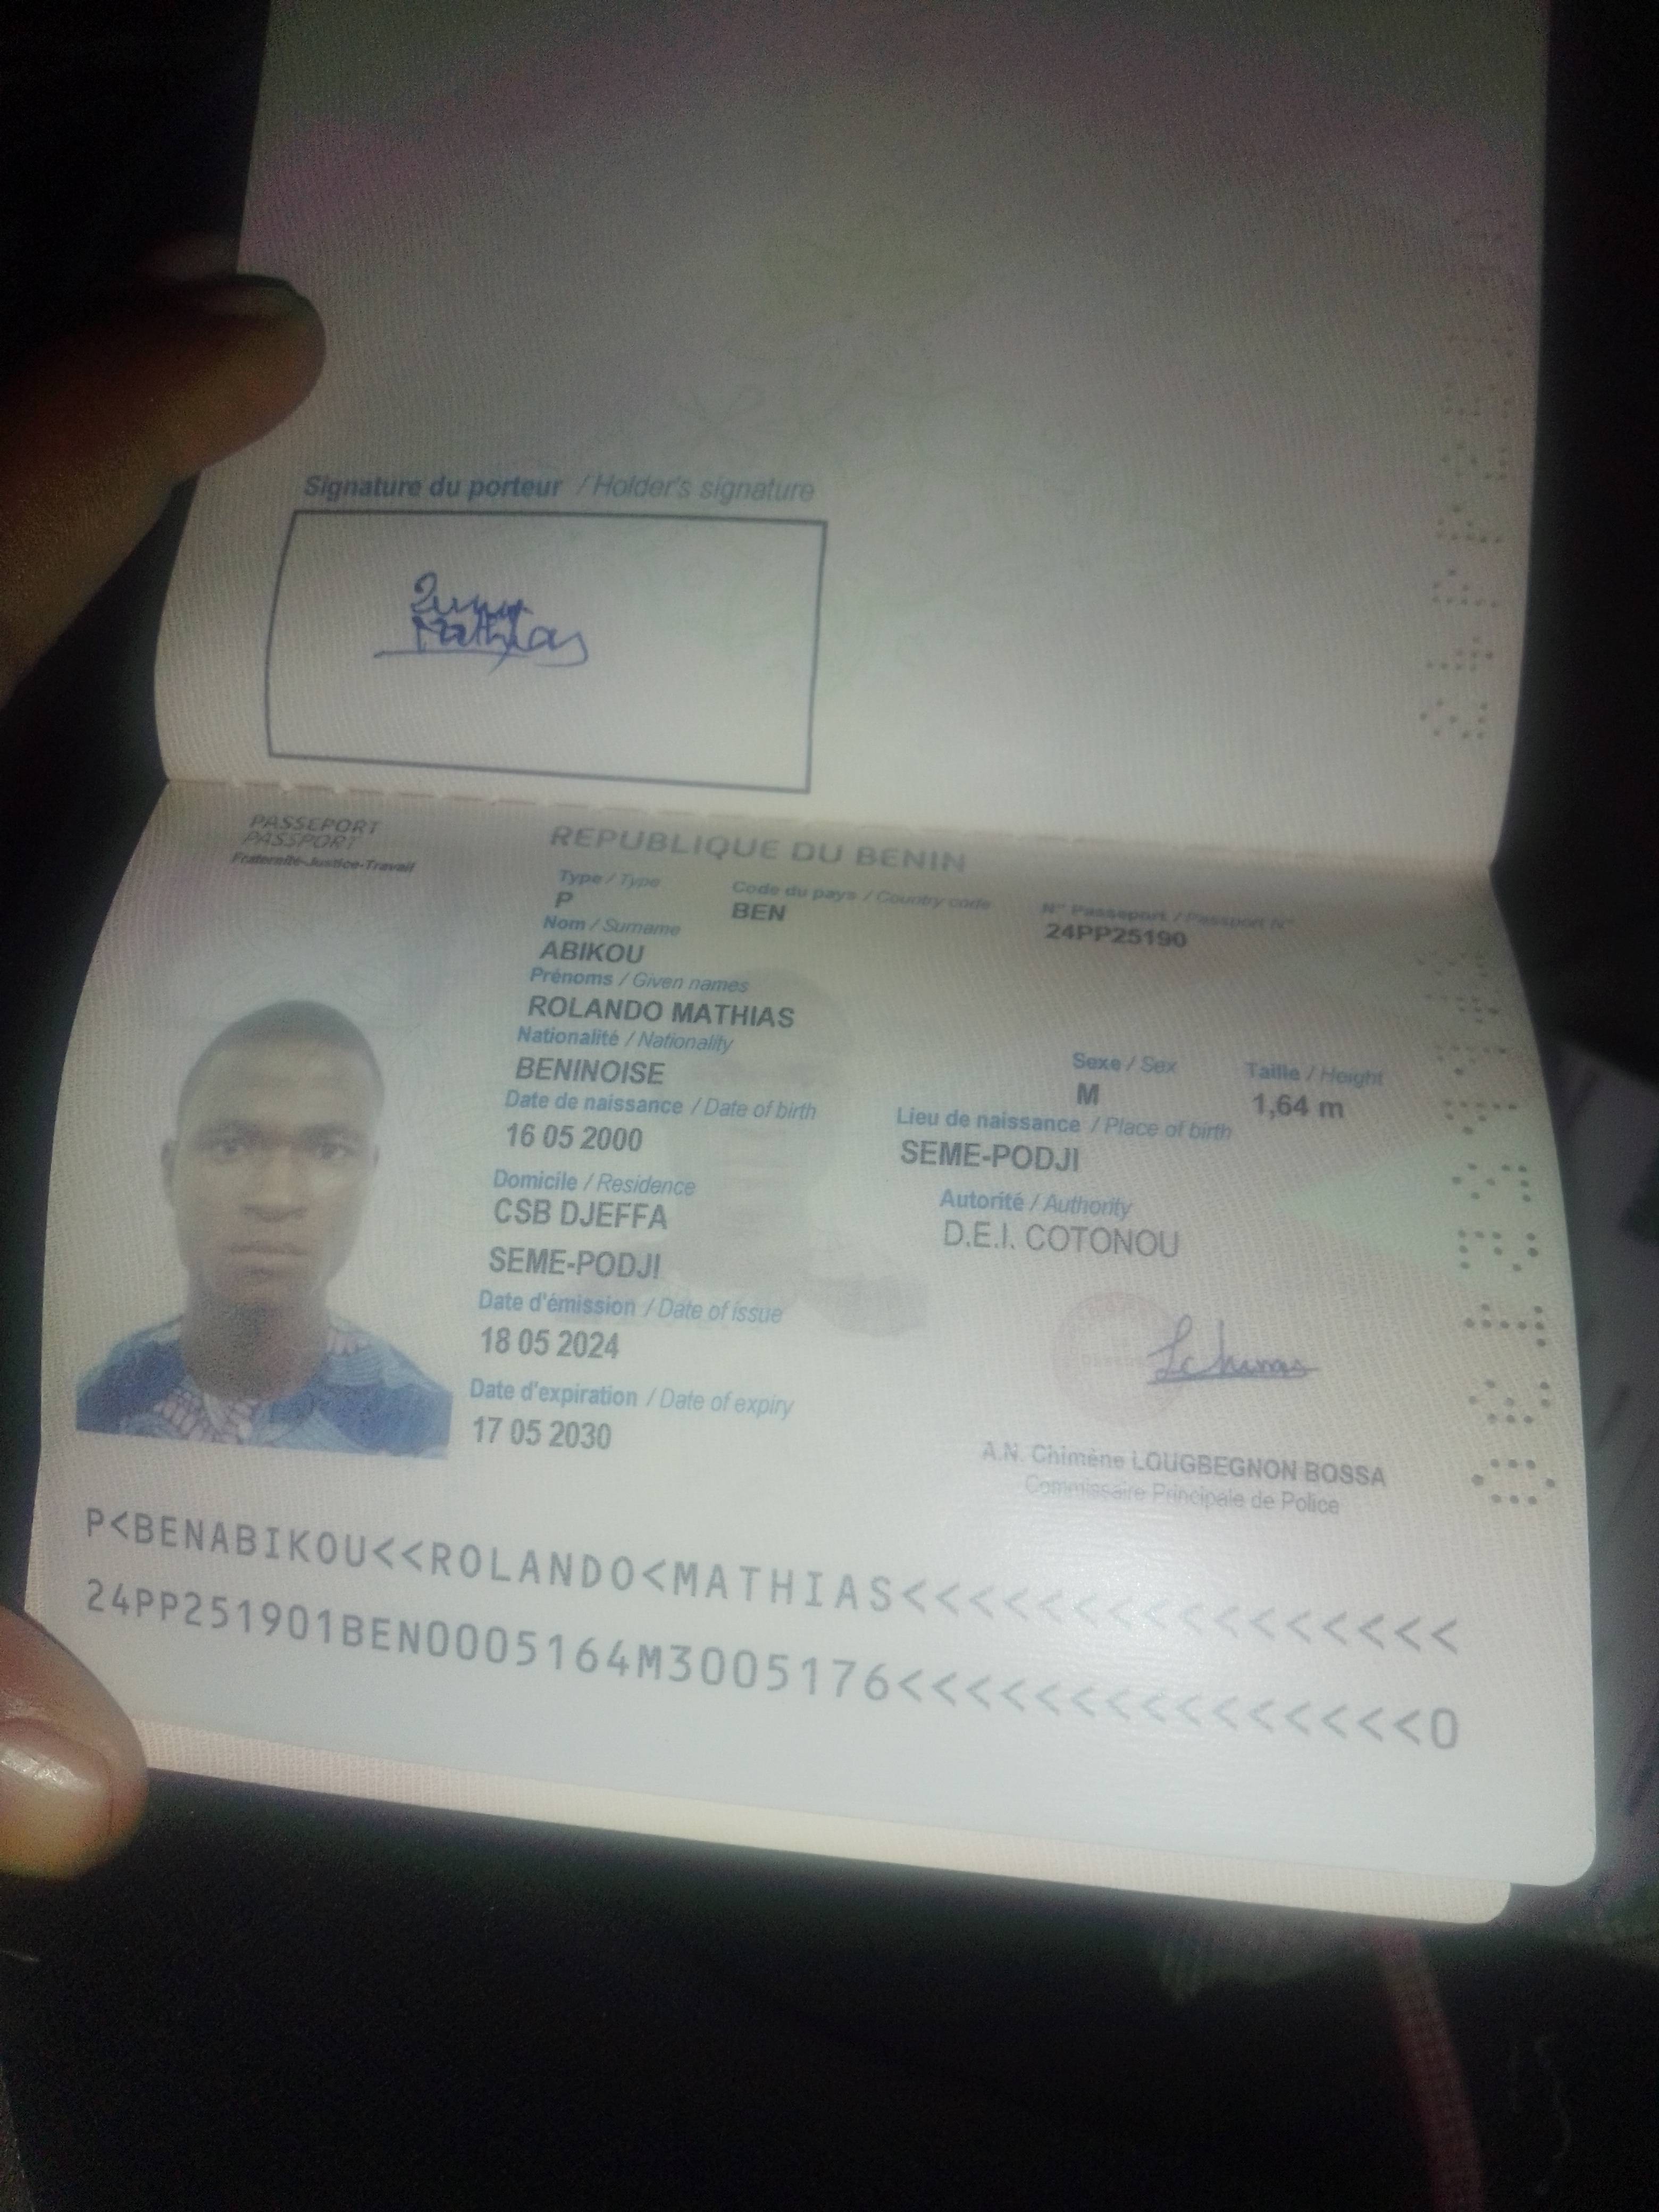 Signature du porteur / Holder's signature
Mathias
PASSEPORT
PASSPORT
Fraternité-Justice-Travail
REPUBLIQUE DU BENIN
Type / Type
Code du pays / Country code
N° Passeport / Passport N°
P
BEN
24PP25190
Nom / Surname
ABIKOU
Prénoms / Given names
ROLANDO MATHIAS
Nationalité / Nationality
Sexe / Sex
Taille / Height
BENINOISE
M
1,64 m
Date de naissance / Date of birth
Lieu de naissance / Place of birth
16 05 2000
SEME-PODJI
Domicile / Residence
Autorité / Authority
CSB DJEFFA
D.E.I. COTONOU
SEME-PODJI
Date d'émission / Date of issue
18 05 2024
Date d'expiration / Date of expiry
17 05 2030
A.N. Chimène LOUGBEGNON BOSSA
Commissaire Principale de Police
P<BENABIKOU<<ROLANDO<MATHIAS<<<<<<<<<<<<<<<<
24PP251901BEN0005164M3005176<<<<<<<<<<<<<<<0